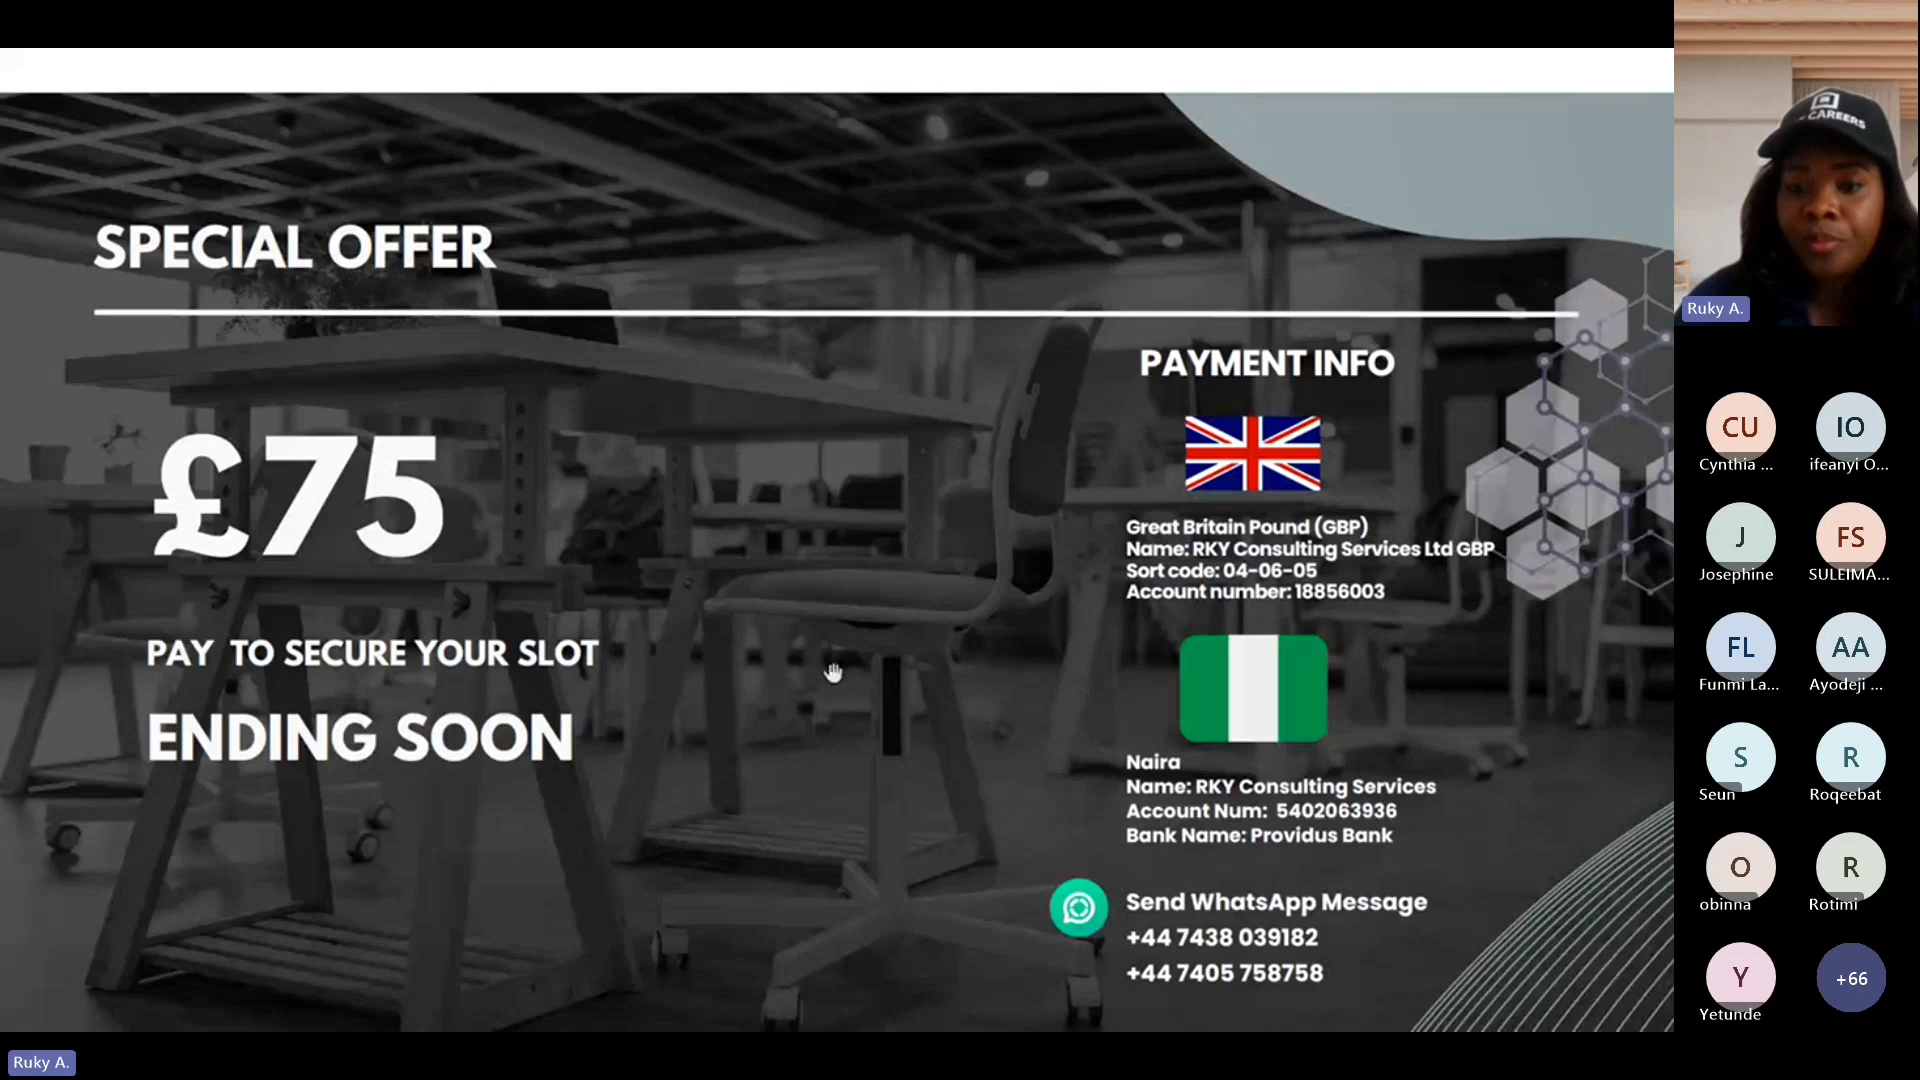 SPECIAL OFFER
£75
PAY TO SECURE YOUR SLOT
ENDING SOON
PAYMENT INFO
Great Britain Pound (GBP)
Name: RKY Consulting Services Ltd GBP
Sort code: 04-06-05
Account number: 18856003
Naira
Name: RKY Consulting Services
Account Num: 5402063936
Bank Name: Providus Bank
Send WhatsApp Message
+44 7438 039182
+44 7405 758758
CAREERS
Ruky A.
CU
Cynthia ...
IO
ifeanyi O...
J
Josephine
FS
SULEIMA...
FL
Funmi La...
AA
Ayodeji ...
S
Seun
R
Roqeebat
O
obinna
R
Rotimi
Y
Yetunde
+66
Ruky A.